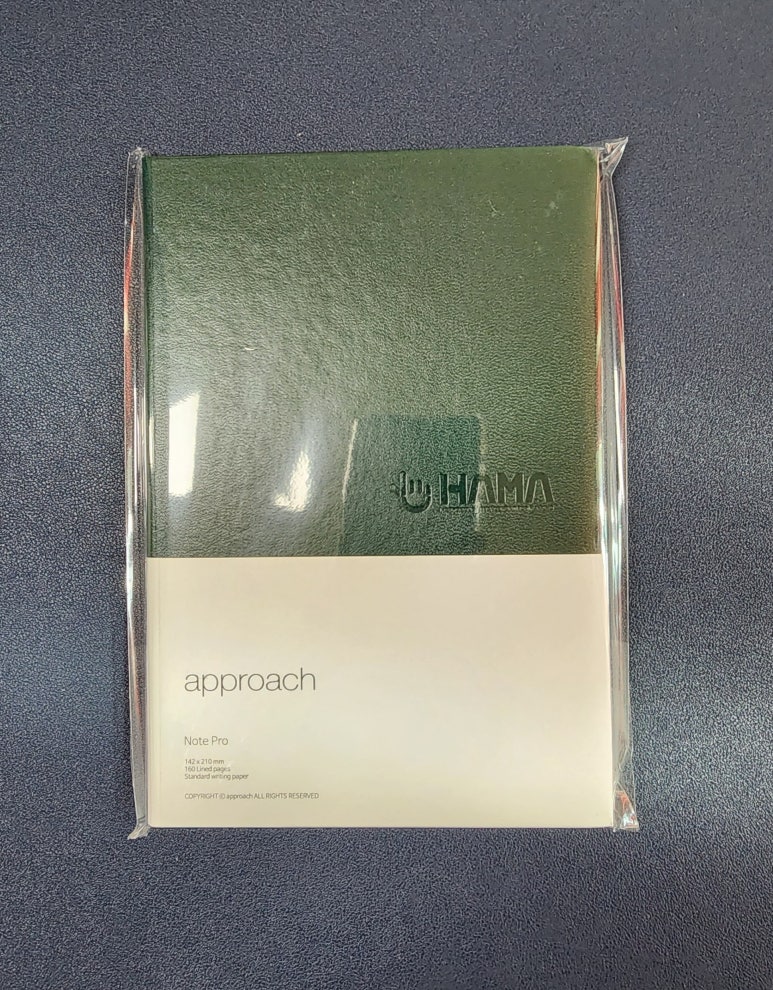 HAMA
approach
Note Pro
142 x 210 mm
160 Lined pages
Standard writing paper
COPYRIGHT © approach ALL RIGHTS RESERVED